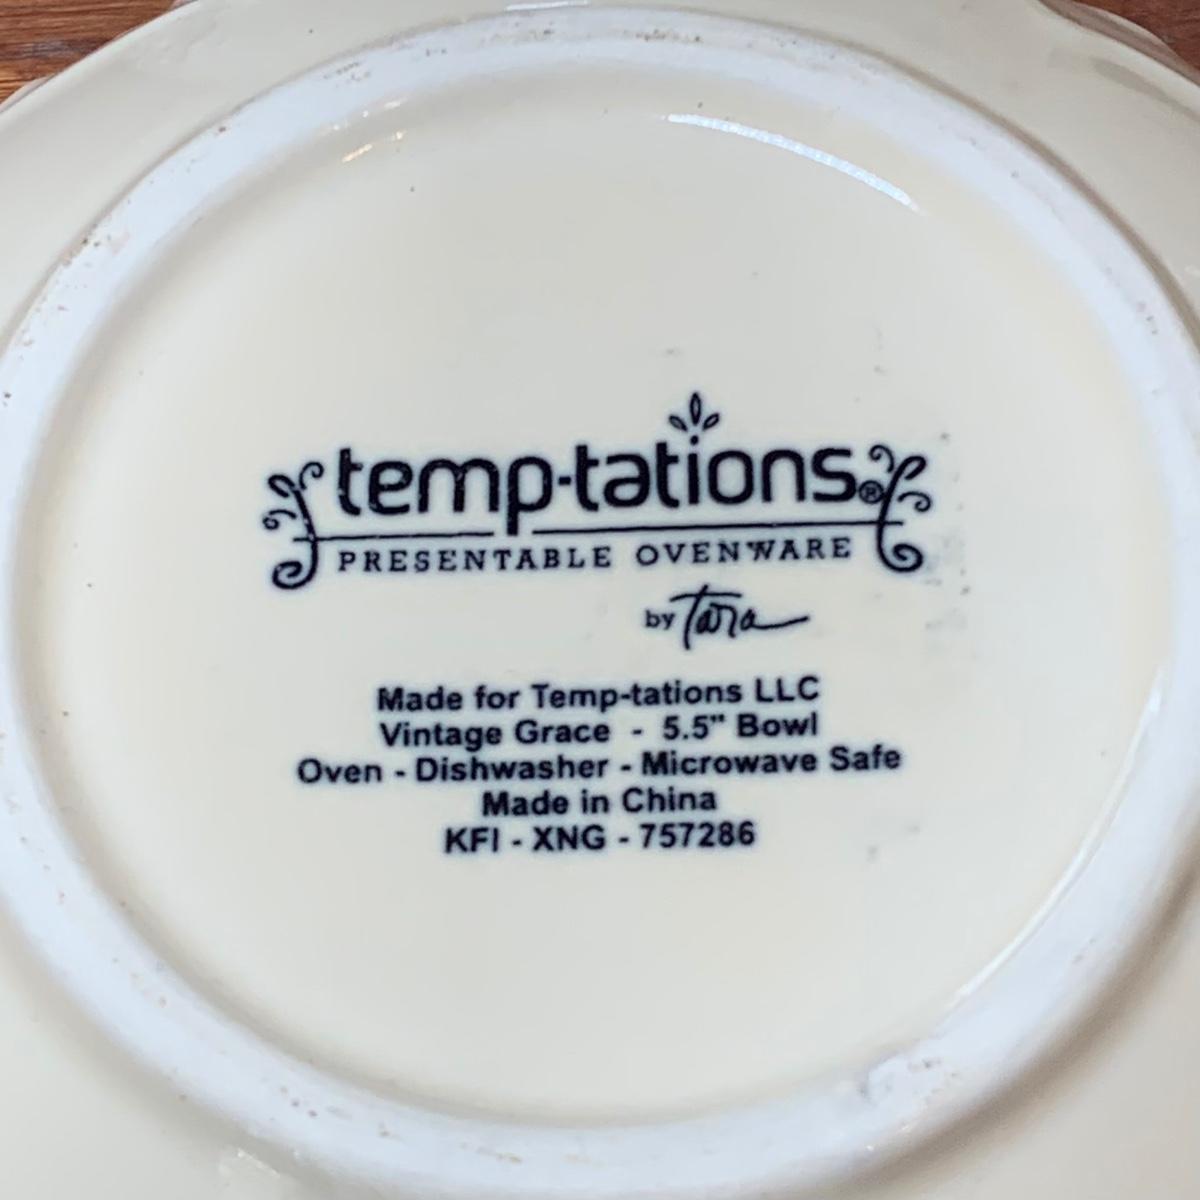 temp-tations®
PRESENTABLE OVENWARE
by Tara
Made for Temp-tations LLC
Vintage Grace - 5.5" Bowl
Oven - Dishwasher - Microwave Safe
Made in China
KFI - XNG - 757286